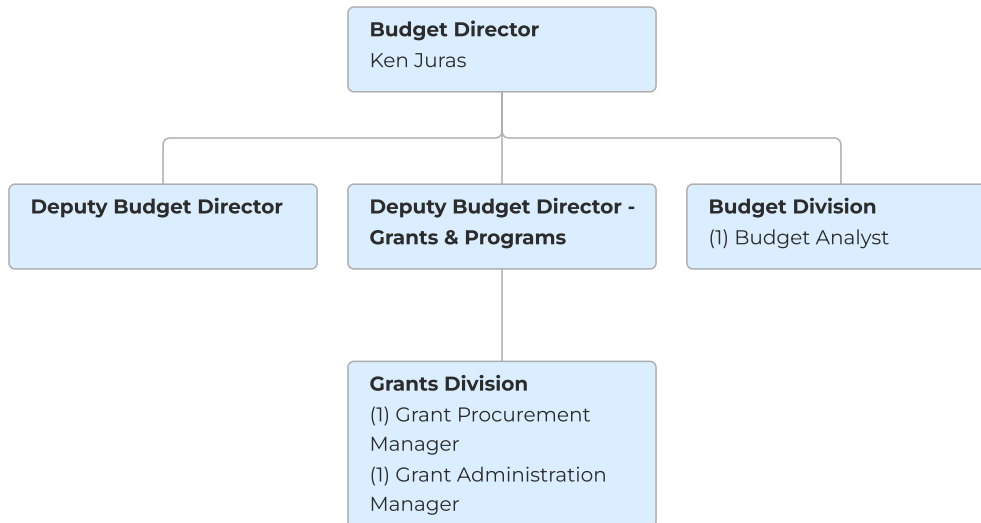 Budget Director
Ken Juras
Deputy Budget Director
Deputy Budget Director -
Grants & Programs
Budget Division
(1) Budget Analyst
Grants Division
(1) Grant Procurement
Manager
(1) Grant Administration
Manager